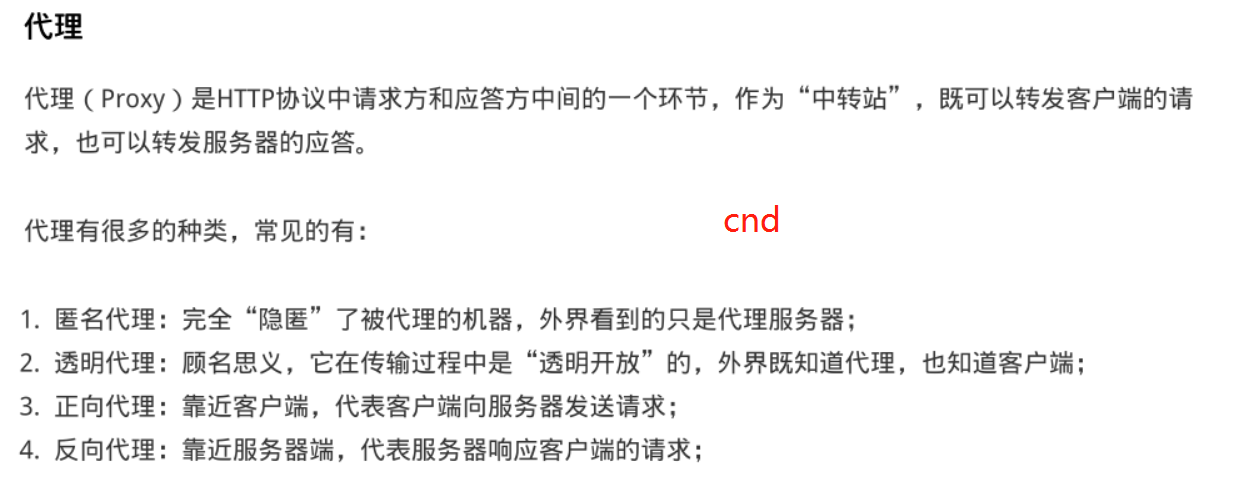 代理
代理（Proxy）是HTTP协议中请求方和应答方中间的一个环节，作为“中转站”，既可以转发客户端的请
求，也可以转发服务器的应答。
cnd
代理有很多的种类，常见的有：
1. 匿名代理：完全“隐匿”了被代理的机器，外界看到的只是代理服务器；
2. 透明代理：顾名思义，它在传输过程中是“透明开放”的，外界既知道代理，也知道客户端；
3. 正向代理：靠近客户端，代表客户端向服务器发送请求；
4. 反向代理：靠近服务器端，代表服务器响应客户端的请求；